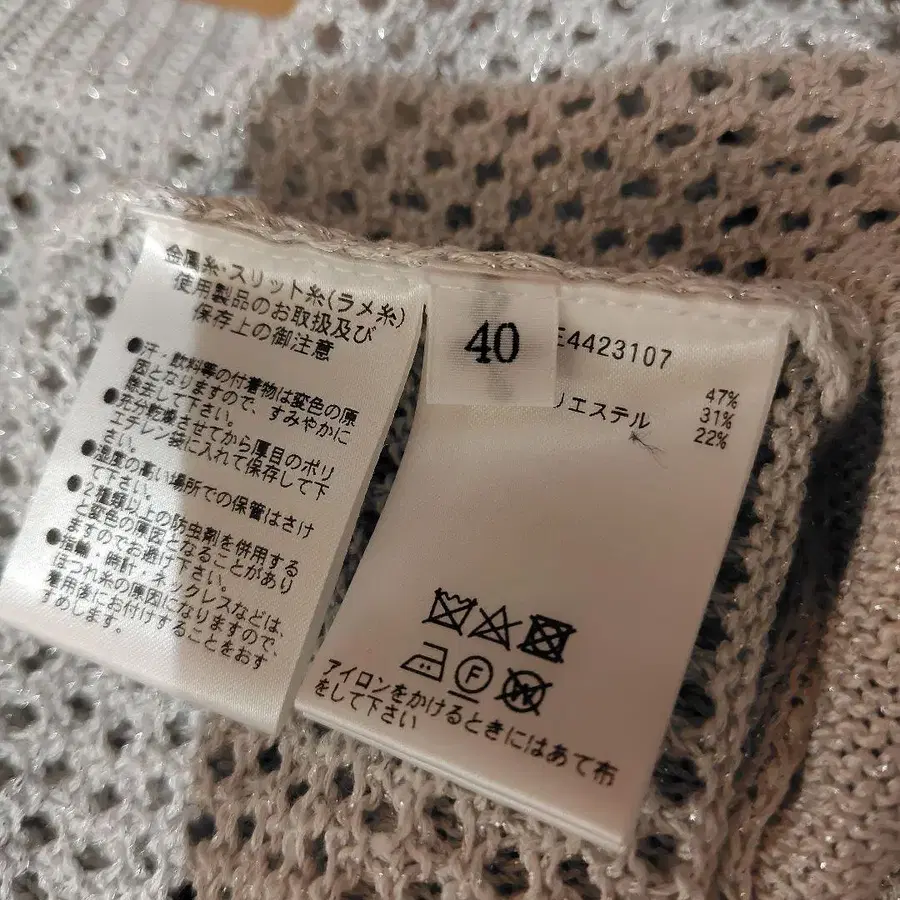 金属糸・スリット糸(ラメ糸)
使用製品のお取扱及び
保存上の御注意
●汗・飲料等の付着物は変色の原
因となりますので、すみやかに
除去して下さい。
●充分乾燥させてから厚目のポリ
エチレン袋に入れて保存して下
さい。
●湿度の高い場所での保管はさけ
て下さい。
●2種類以上の防虫剤を併用する
と変色の原因となることがあり
ますのでお避け下さい。
●指輪・時計・ネックレスなどは、
ほつれ糸の原因になりますので、
着用後にお付けすることをおす
すめします。
40
E4423107
47%
リエステル 31%
22%
F
W
アイロンをかけるときにはあて布
をして下さい